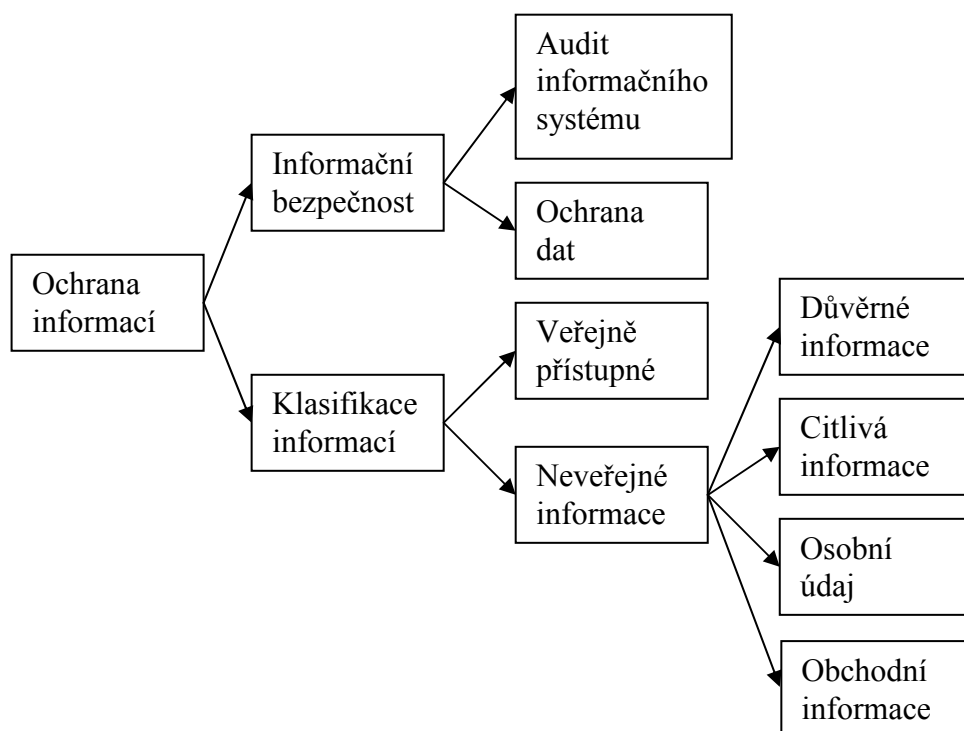 Ochrana
informací
Informační
bezpečnost
Klasifikace
informací
Audit
informačního
systému
Ochrana
dat
Veřejně
přístupné
Neveřejné
informace
Důvěrné
informace
Citlivá
informace
Osobní
údaj
Obchodní
informace